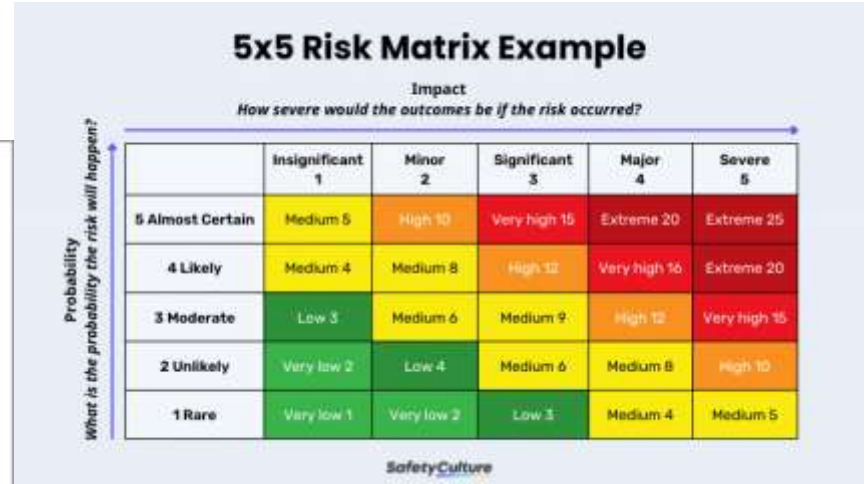 5x5 Risk Matrix Example
Impact
How severe would the outcomes be if the risk occurred?
Probability
What is the probability the risk will happen?
Insignificant Minor Significant Major Severe
1 2 3 4 5
5 Almost Certain Medium 5 High 10 Very high 15 Extreme 20 Extreme 25
4 Likely Medium 4 Medium 8 High 12 Very high 16 Extreme 20
3 Moderate Low 3 Medium 6 Medium 9 High 12 Very high 15
2 Unlikely Very low 2 Low 4 Medium 6 Medium 8 High 10
1 Rare Very low 1 Very low 2 Low 3 Medium 4 Medium 5
SafetyCulture